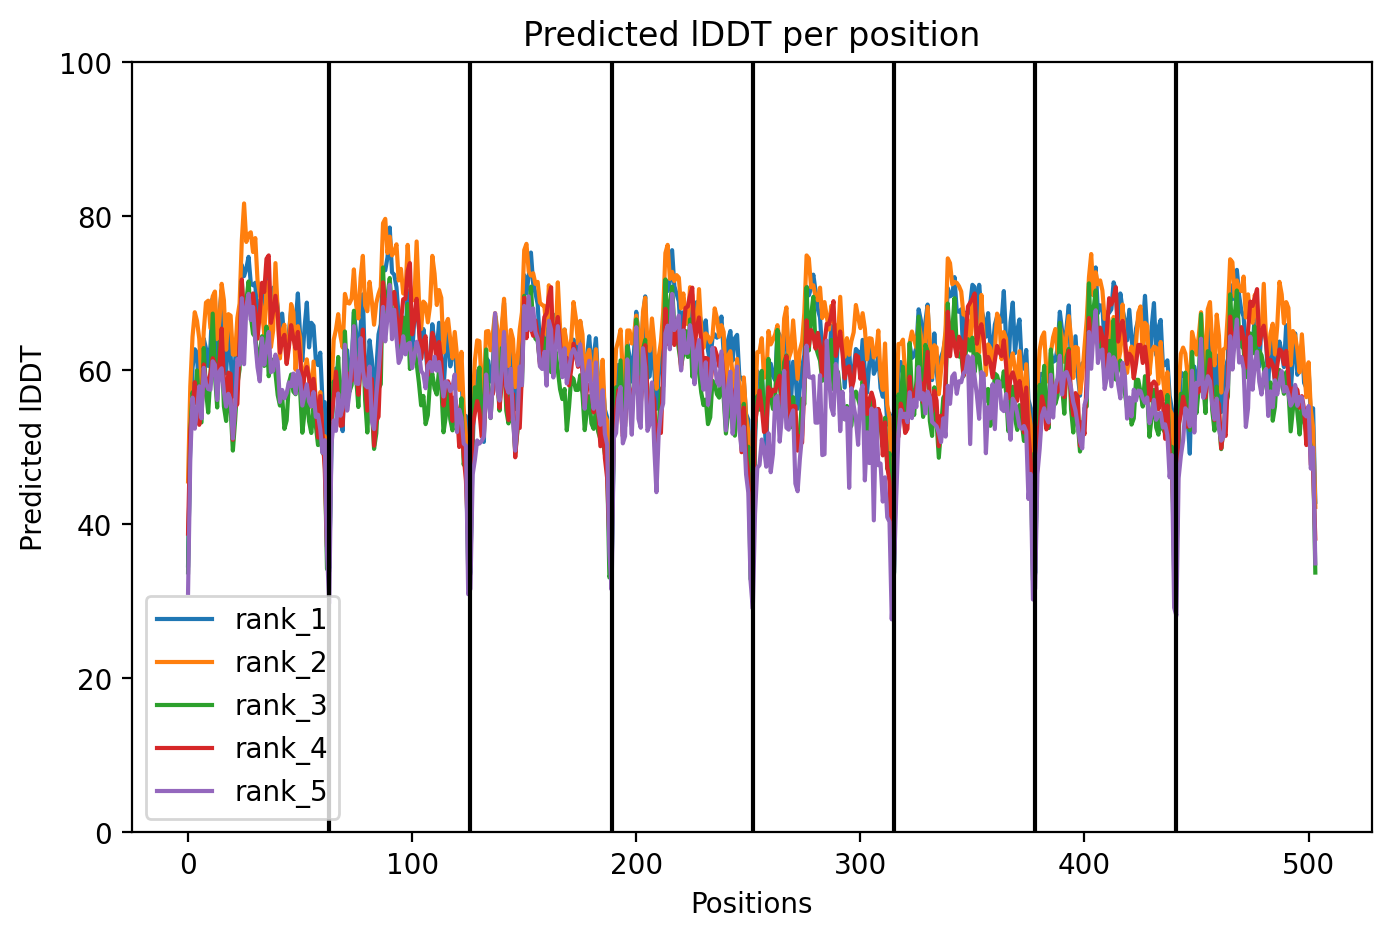 Predicted lDDT per position
100
80
60
40
20
0
Predicted lDDT
rank_1
rank_2
rank_3
rank_4
rank_5
0 100 200 300 400 500
Positions